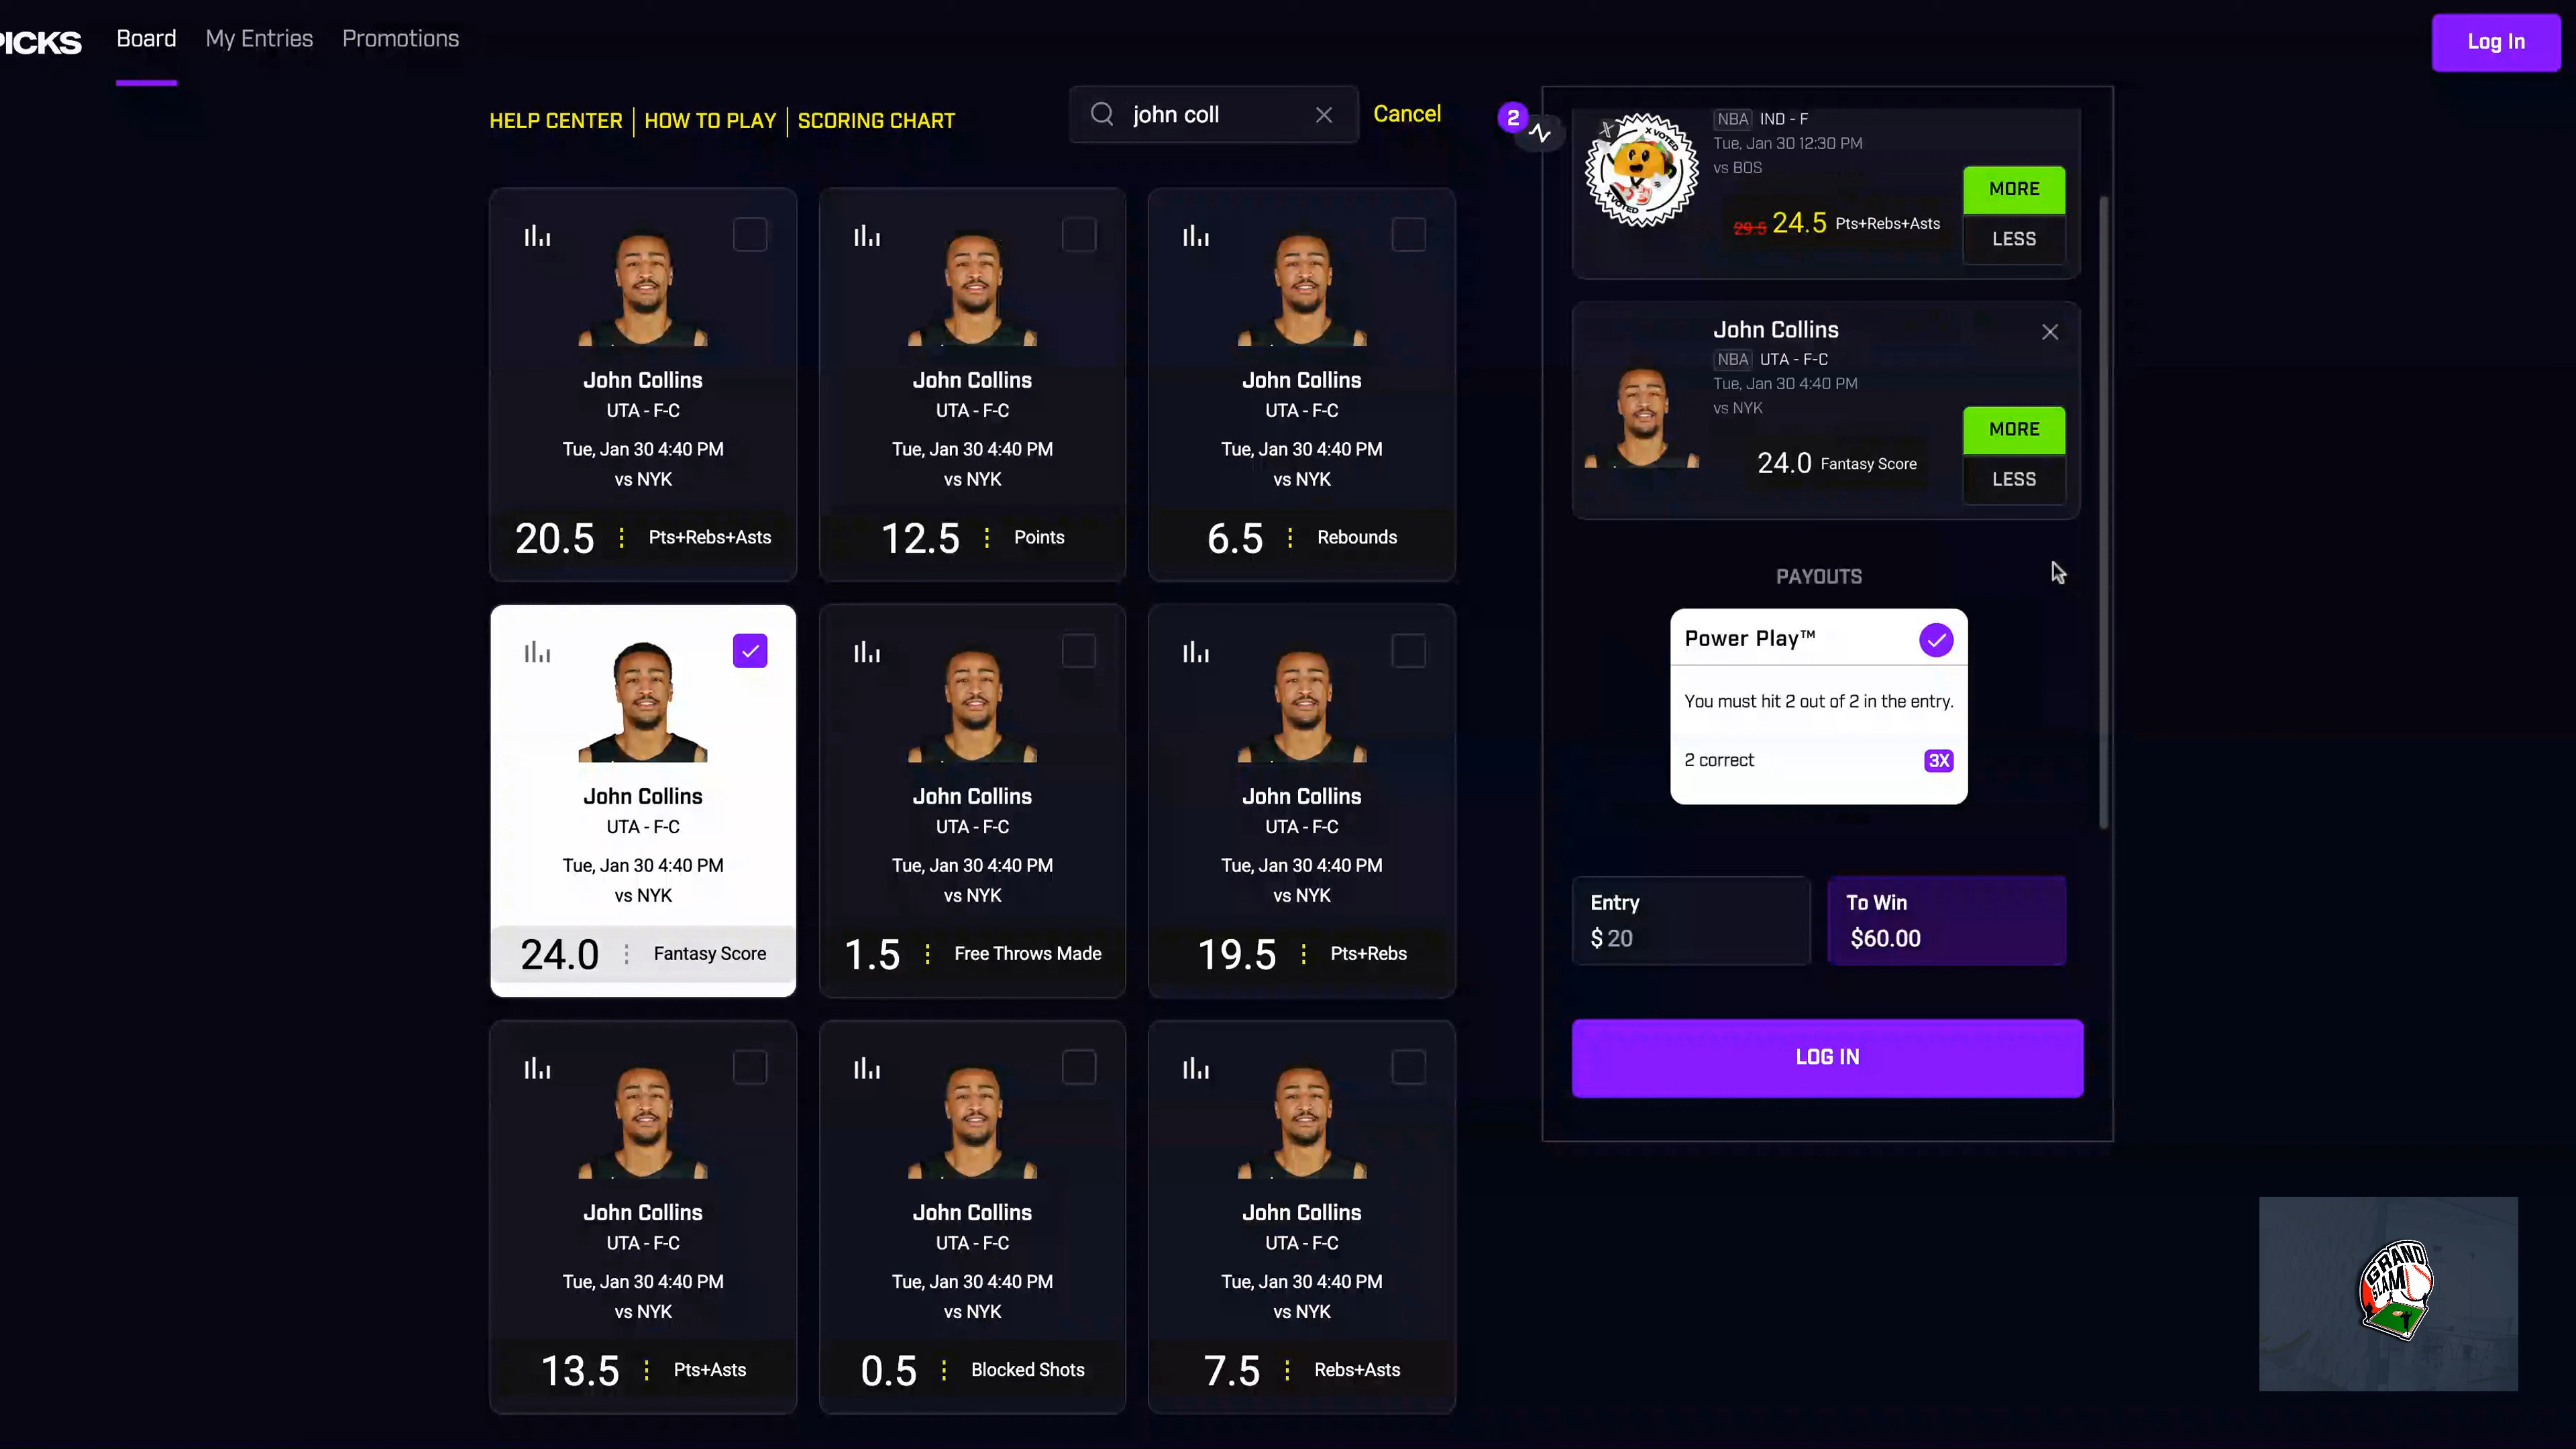 PICKS
Board
My Entries
Promotions
Log In
HELP CENTER
HOW TO PLAY
SCORING CHART
john coll
Cancel
2
John Collins
UTA - F-C
Tue, Jan 30 4:40 PM
vs NYK
20.5
Pts+Rebs+Asts
John Collins
UTA - F-C
Tue, Jan 30 4:40 PM
vs NYK
12.5
Points
John Collins
UTA - F-C
Tue, Jan 30 4:40 PM
vs NYK
6.5
Rebounds
John Collins
UTA - F-C
Tue, Jan 30 4:40 PM
vs NYK
24.0
Fantasy Score
John Collins
UTA - F-C
Tue, Jan 30 4:40 PM
vs NYK
1.5
Free Throws Made
John Collins
UTA - F-C
Tue, Jan 30 4:40 PM
vs NYK
19.5
Pts+Rebs
John Collins
UTA - F-C
Tue, Jan 30 4:40 PM
vs NYK
13.5
Pts+Asts
John Collins
UTA - F-C
Tue, Jan 30 4:40 PM
vs NYK
0.5
Blocked Shots
John Collins
UTA - F-C
Tue, Jan 30 4:40 PM
vs NYK
7.5
Rebs+Asts
X VOTED
X VOTED
NBA IND - F
Tue, Jan 30 12:30 PM
vs BOS
29.5 24.5 Pts+Rebs+Asts
MORE
LESS
John Collins
NBA UTA - F-C
Tue, Jan 30 4:40 PM
vs NYK
24.0 Fantasy Score
MORE
LESS
PAYOUTS
Power Play™
You must hit 2 out of 2 in the entry.
2 correct
3X
Entry
$ 20
To Win
$60.00
LOG IN
GRAND
SLAM